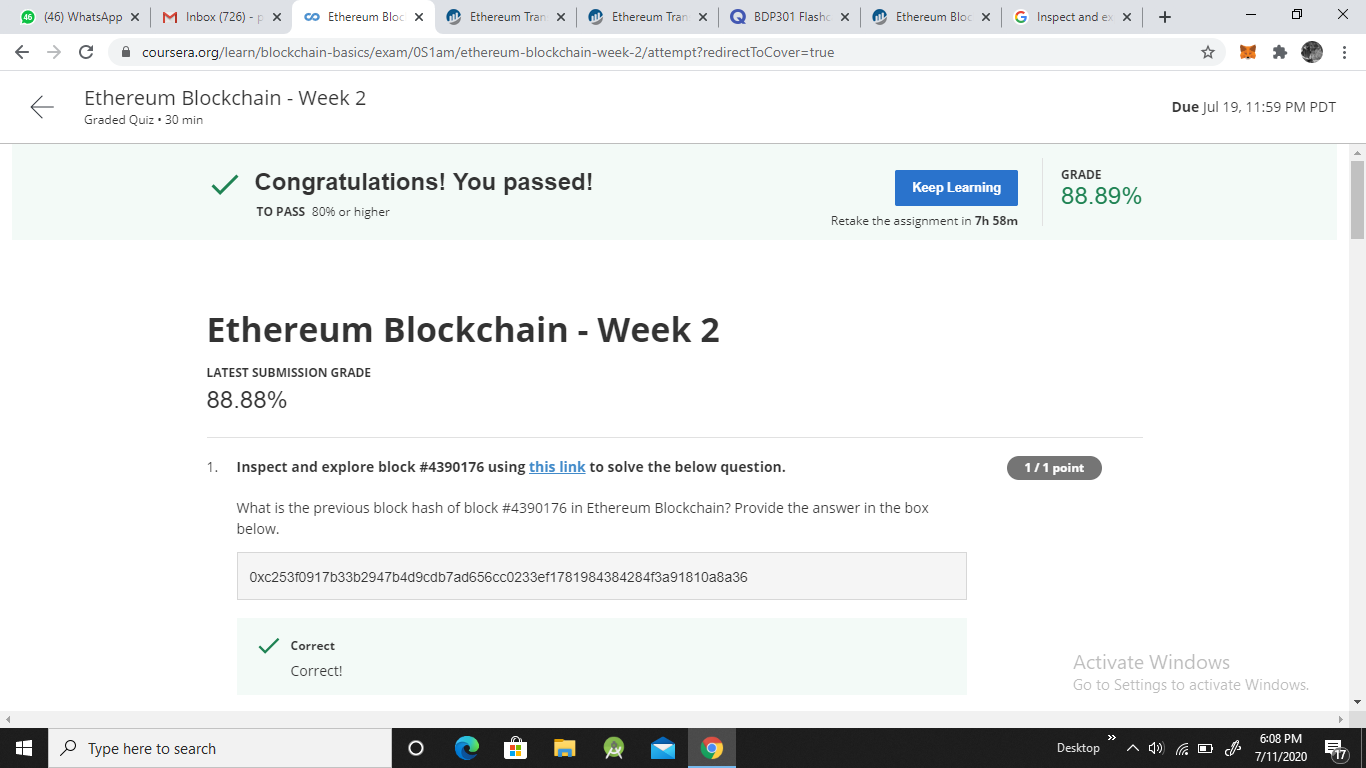 (46) WhatsApp
Inbox (726) - p
Ethereum Bloc
Ethereum Tran
Ethereum Tran
BDP301 Flashc
Ethereum Bloc
Inspect and ex
coursera.org/learn/blockchain-basics/exam/0S1am/ethereum-blockchain-week-2/attempt?redirectToCover=true
Ethereum Blockchain - Week 2
Graded Quiz • 30 min
Due Jul 19, 11:59 PM PDT
Congratulations! You passed!
TO PASS 80% or higher
Keep Learning
Retake the assignment in 7h 58m
GRADE
88.89%
Ethereum Blockchain - Week 2
LATEST SUBMISSION GRADE
88.88%
1. Inspect and explore block #4390176 using this link to solve the below question.
1 / 1 point
What is the previous block hash of block #4390176 in Ethereum Blockchain? Provide the answer in the box
below.
0xc253f0917b33b2947b4d9cdb7ad656cc0233ef1781984384284f3a91810a8a36
Correct
Correct!
Activate Windows
Go to Settings to activate Windows.
Type here to search
Desktop
6:08 PM
7/11/2020
17